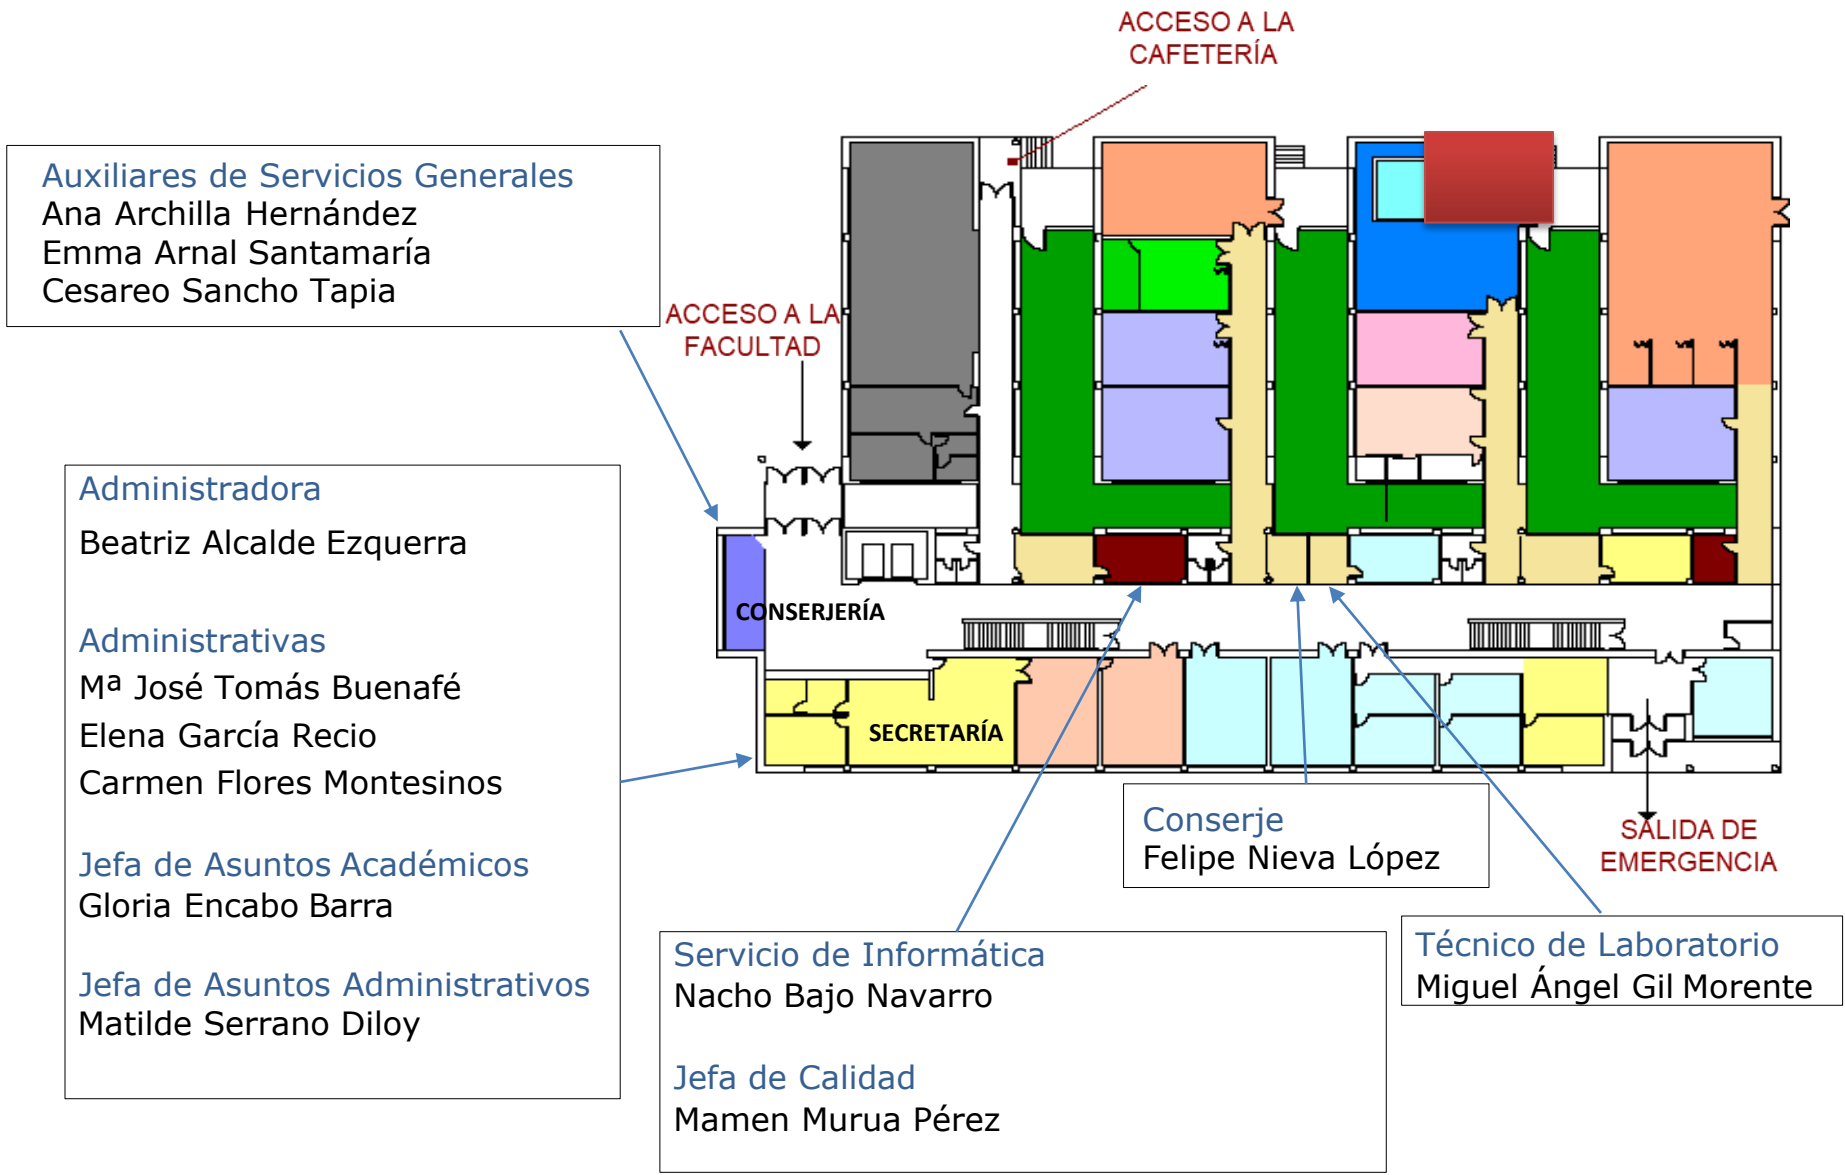 ACCESO A LA
CAFETERÍA
Auxiliares de Servicios Generales
Ana Archilla Hernández
Emma Arnal Santamaría
Cesareo Sancho Tapia
ACCESO A LA
FACULTAD
Administradora
Beatriz Alcalde Ezquerra
Administrativas
Mª José Tomás Buenafé
Elena García Recio
Carmen Flores Montesinos
Jefa de Asuntos Académicos
Gloria Encabo Barra
Jefa de Asuntos Administrativos
Matilde Serrano Diloy
CONSERJERÍA
SECRETARÍA
Conserje
Felipe Nieva López
SALIDA DE
EMERGENCIA
Servicio de Informática
Nacho Bajo Navarro
Jefa de Calidad
Mamen Murua Pérez
Técnico de Laboratorio
Miguel Ángel Gil Morente